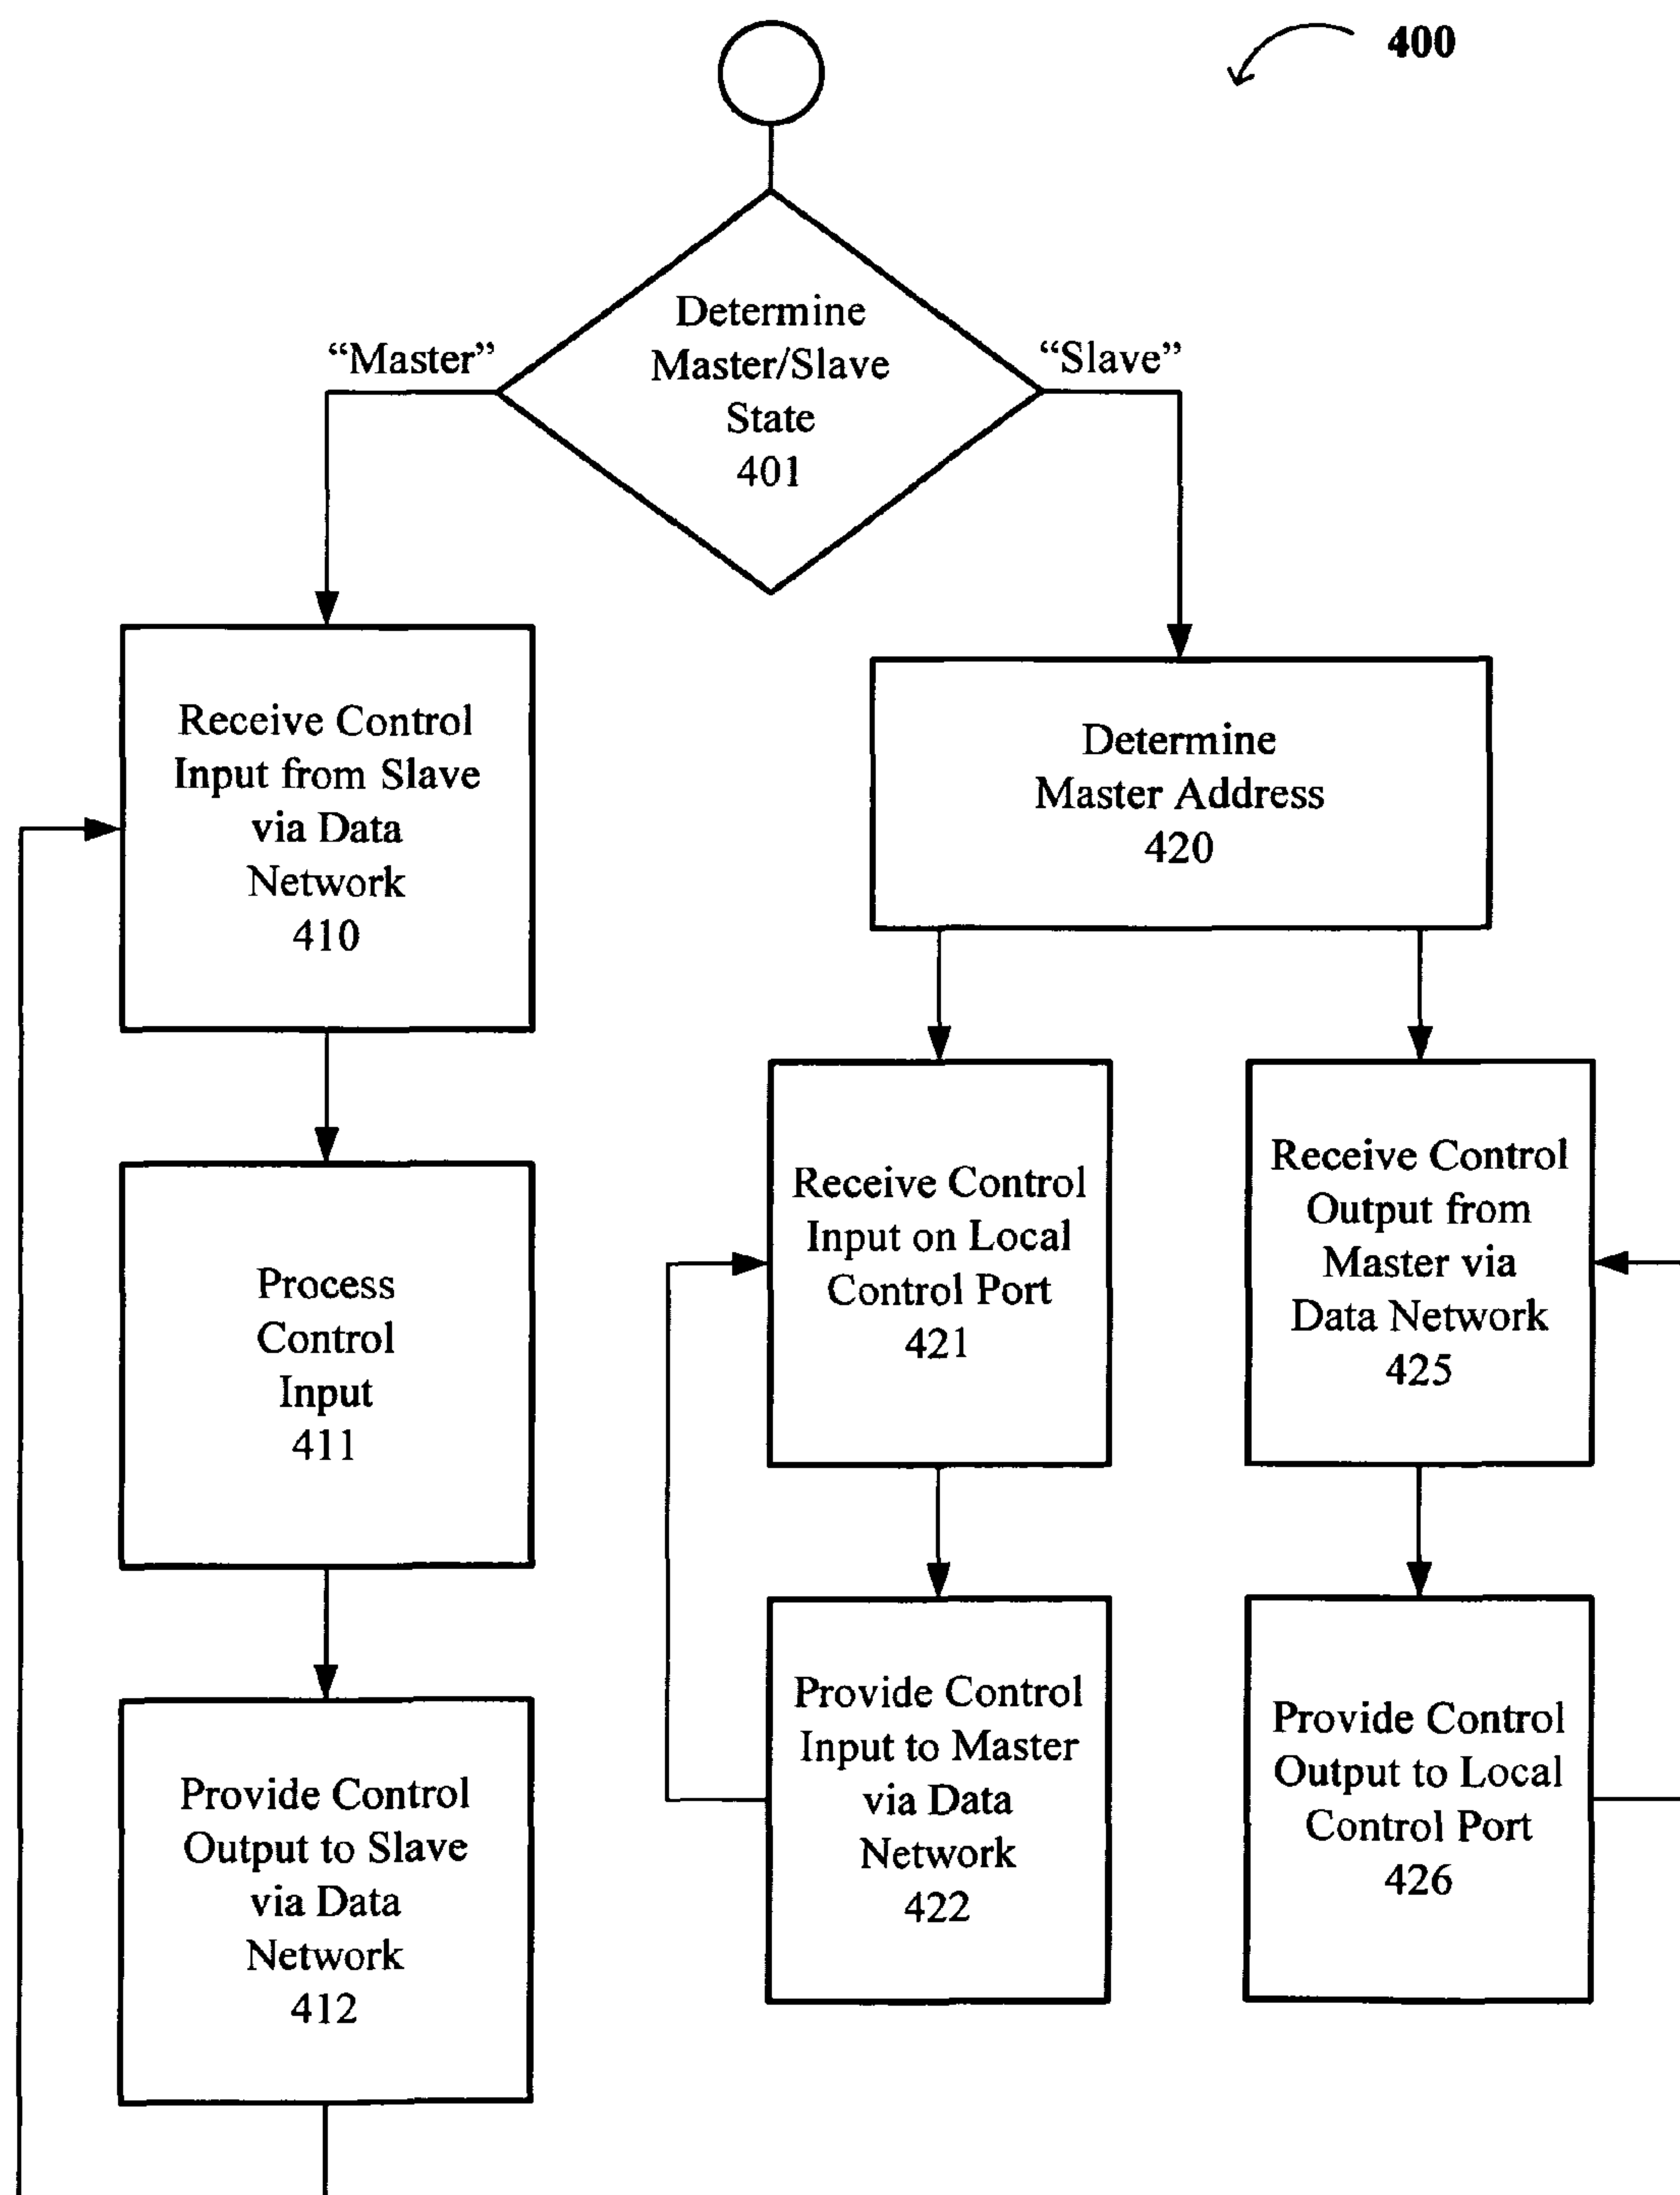 400
Determine
Master/Slave
State
401
“Master”
“Slave”
Receive Control
Input from Slave
via Data
Network
410
Process
Control
Input
411
Provide Control
Output to Slave
via Data
Network
412
Determine
Master Address
420
Receive Control
Input on Local
Control Port
421
Provide Control
Input to Master
via Data
Network
422
Receive Control
Output from
Master via
Data Network
425
Provide Control
Output to Local
Control Port
426